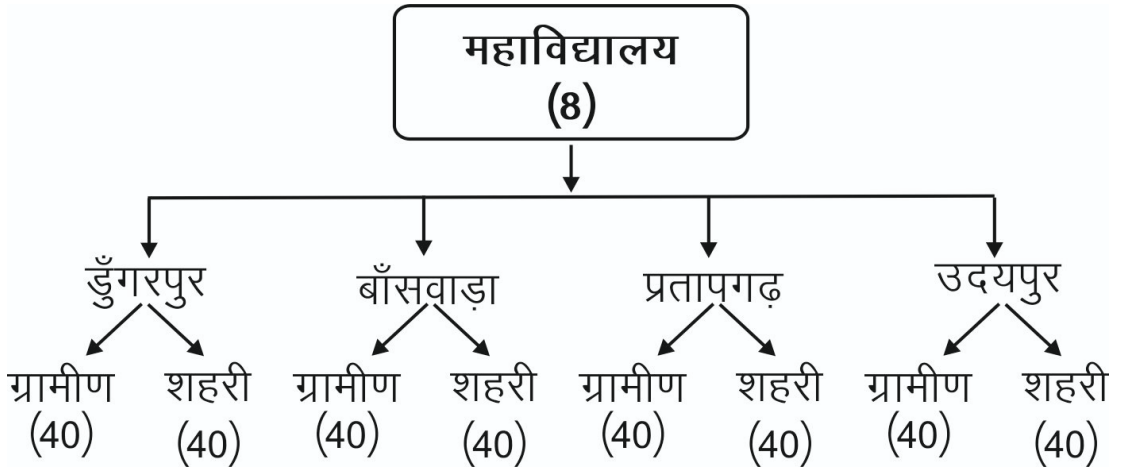 महाविद्यालय
(8)
डुँगरपुर बाँसवाड़ा प्रतापगढ़ उदयपुर
ग्रामीण शहरी ग्रामीण शहरी ग्रामीण शहरी ग्रामीण शहरी
(40) (40) (40) (40) (40) (40) (40) (40)